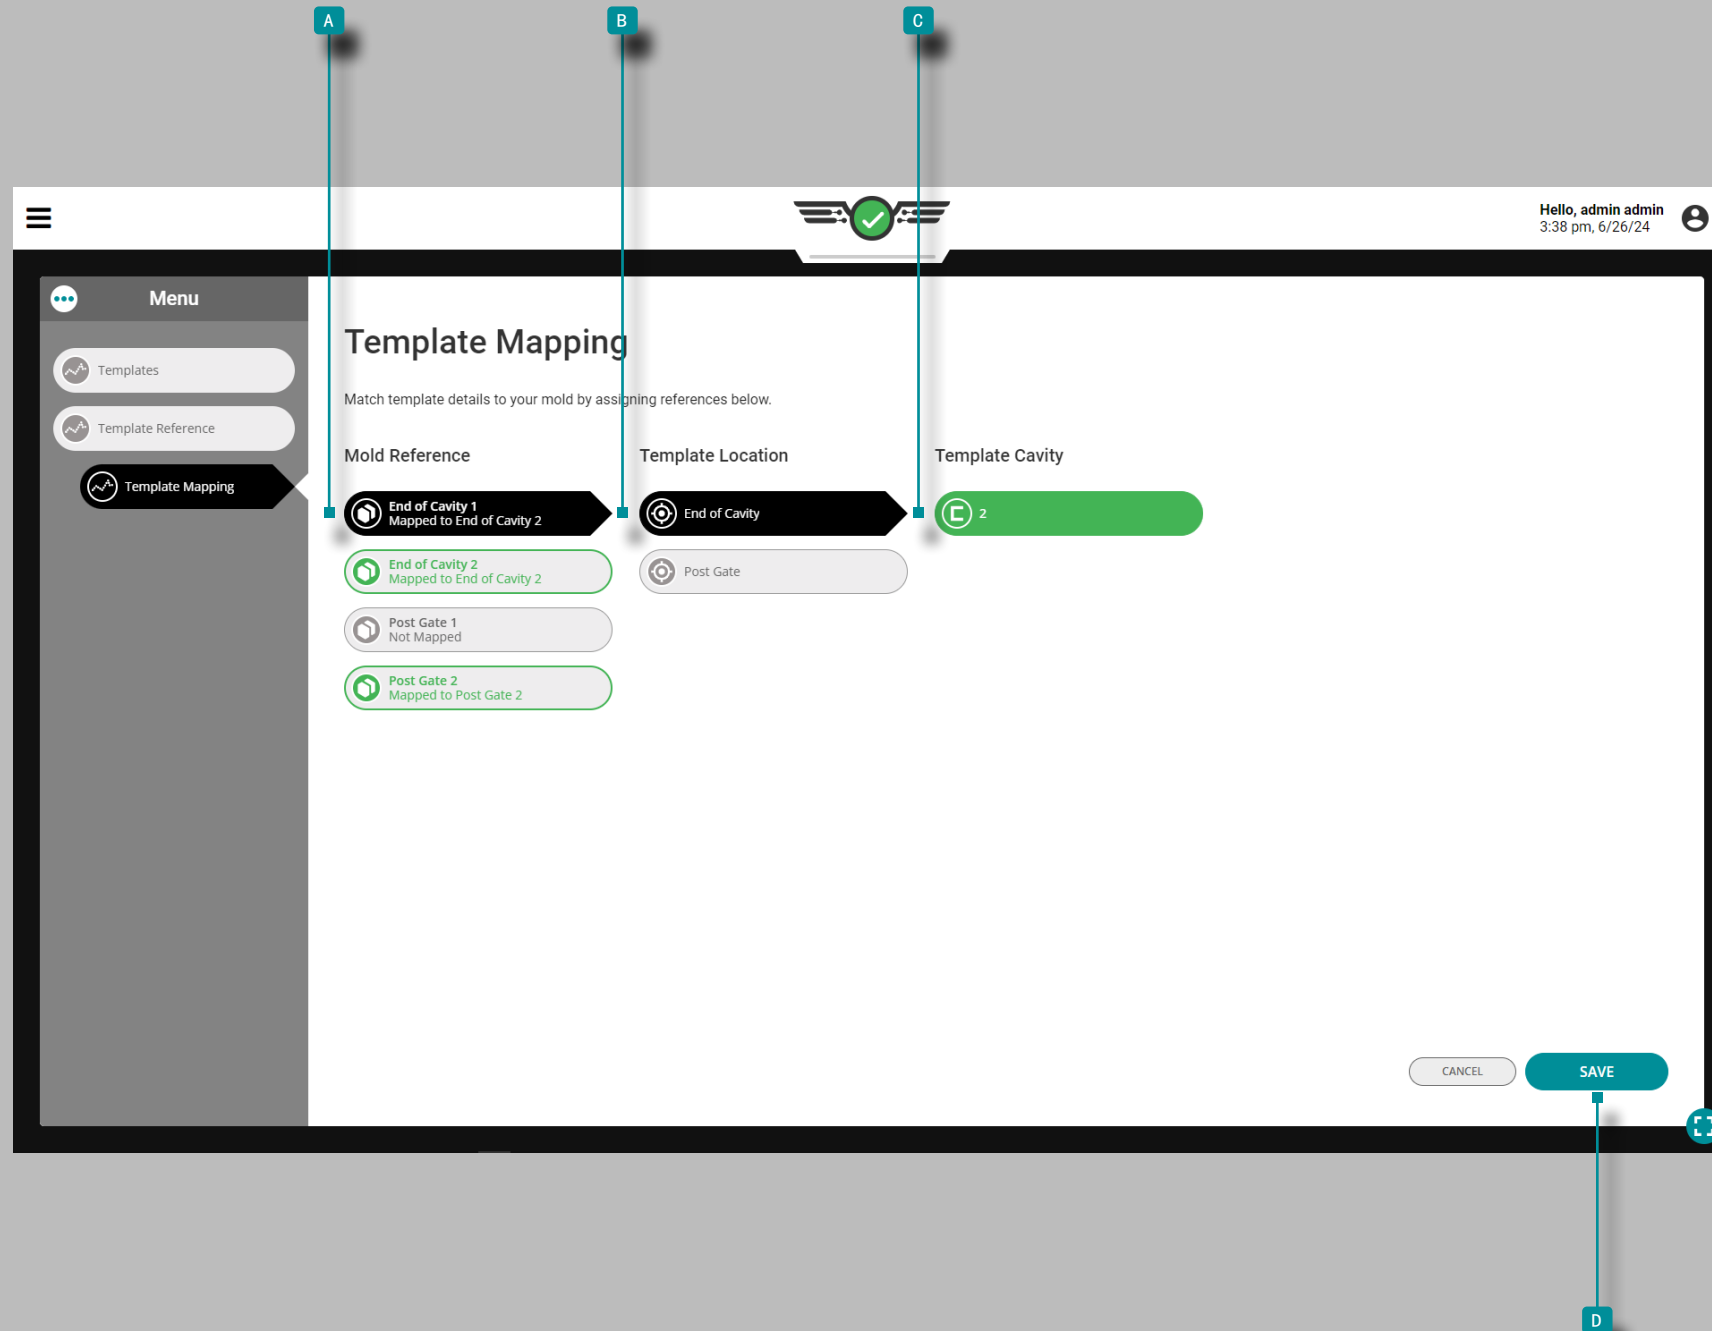 A
B
C
Hello, admin admin
3:38 pm, 6/26/24
Menu
Templates
Template Reference
Template Mapping
Template Mapping
Match template details to your mold by assigning references below.
Mold Reference
Template Location
Template Cavity
End of Cavity 1
Mapped to End of Cavity 2
End of Cavity
2
End of Cavity 2
Mapped to End of Cavity 2
Post Gate
Post Gate 1
Not Mapped
Post Gate 2
Mapped to Post Gate 2
CANCEL
SAVE
D